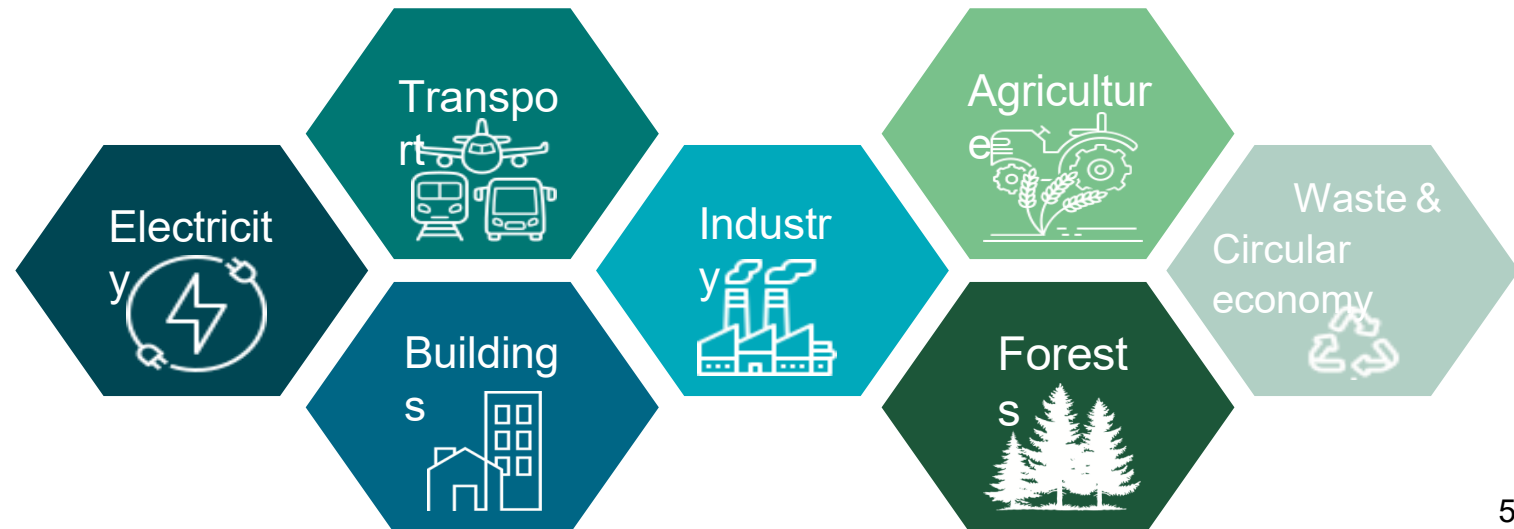 Electricit
y
Transpo
rt
Building
s
Industr
y
Agricultur
e
Forest
s
Waste &
Circular
economy
5